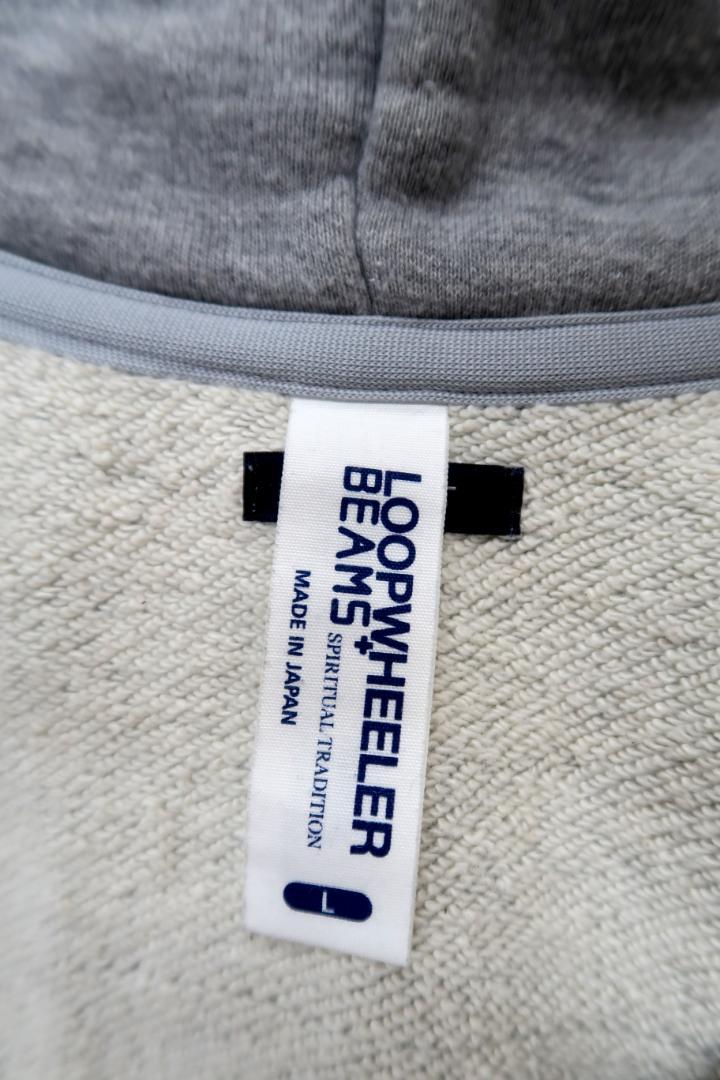 LOOPWHEELER
BEAMS+
SPIRITUAL TRADITION
MADE IN JAPAN
L